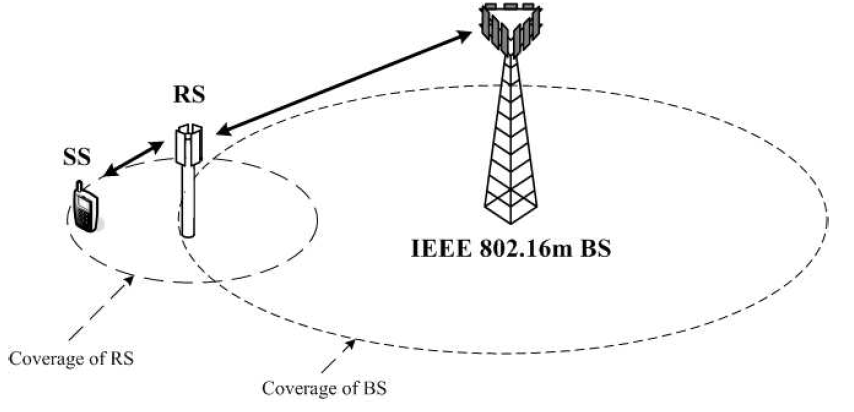 RS
SS
IEEE 802.16m BS
Coverage of RS
Coverage of BS